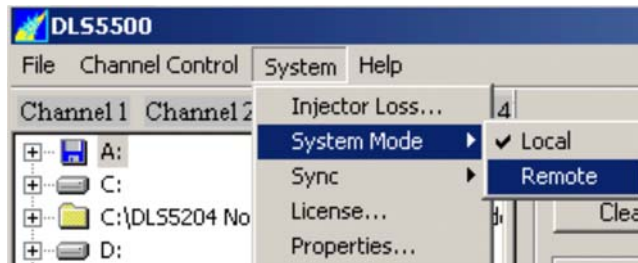 DLS5500
File Channel Control System Help
Channel 1 Channel 2 4
Injector Loss...
System Mode
Local
Remote
Sync
License...
Properties...
A:
C:
C:\DLS5204 No
D:
Clea